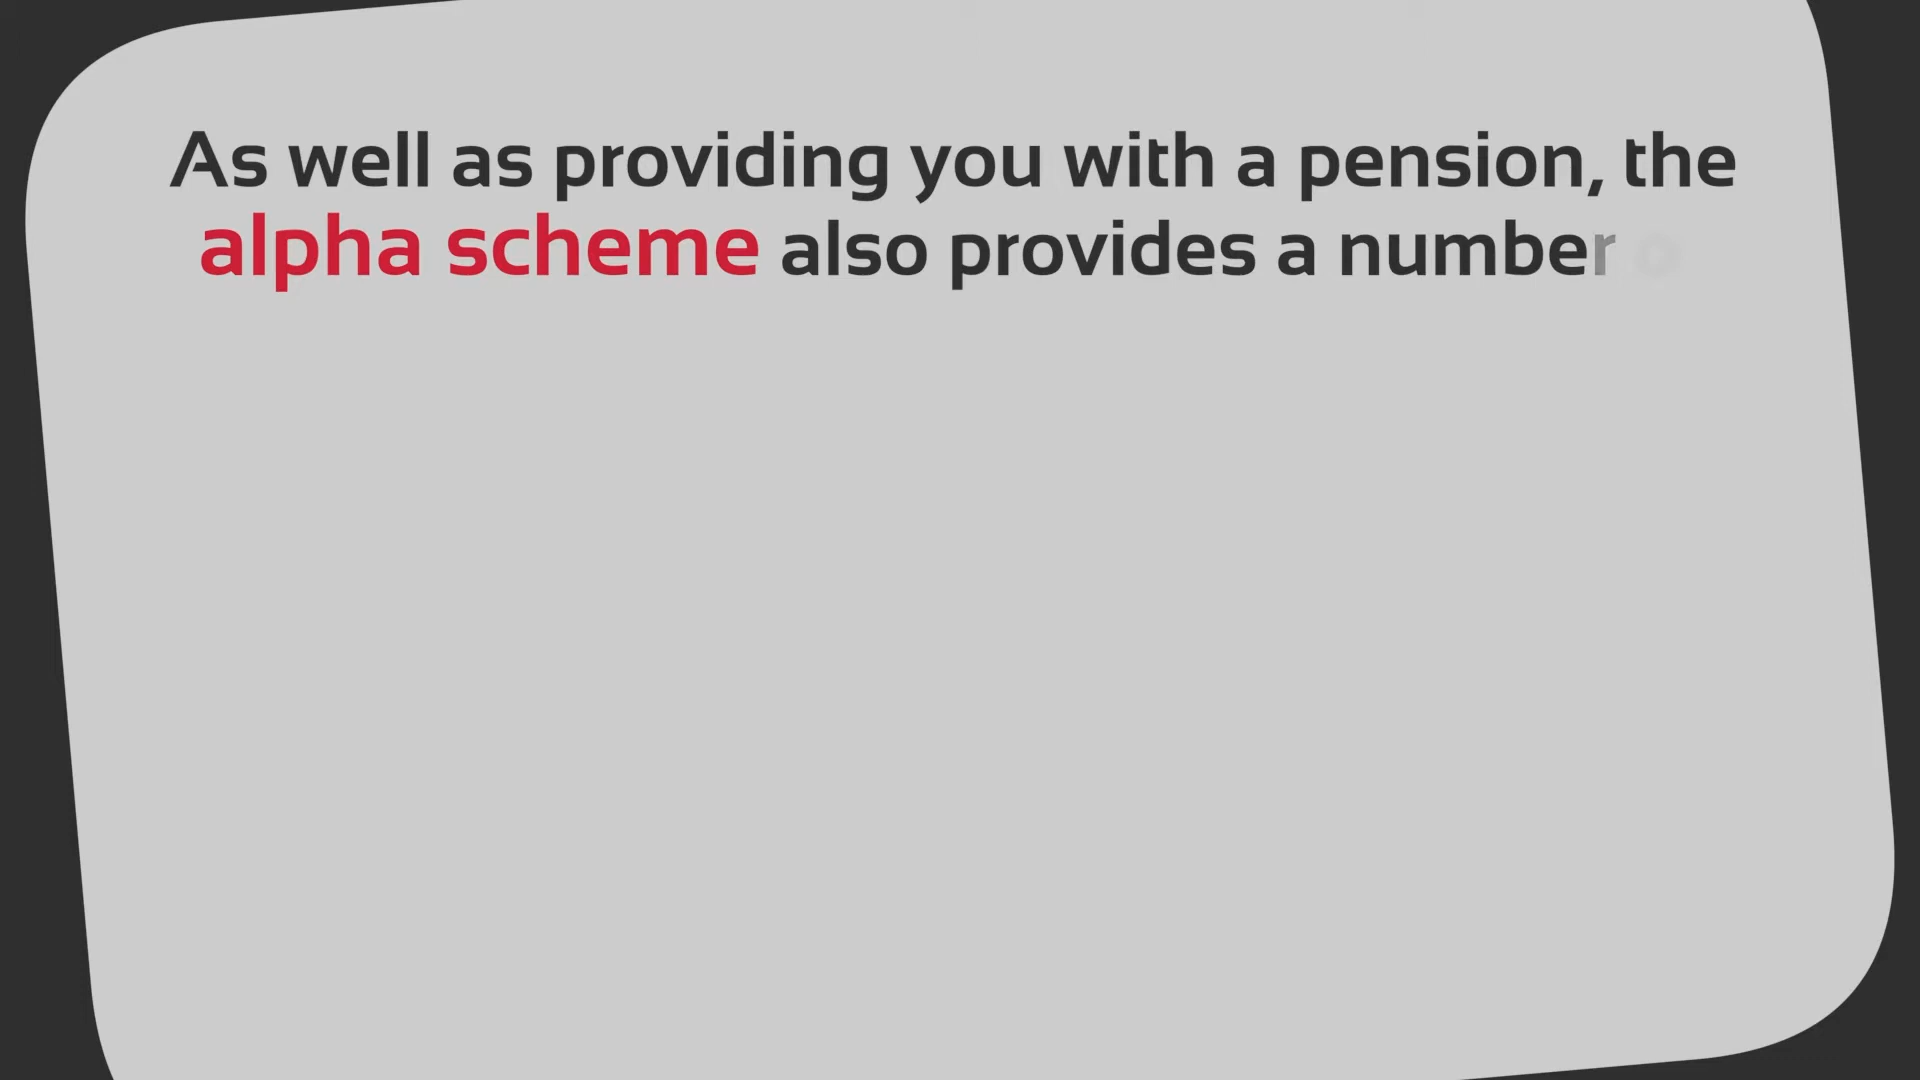 As well as providing you with a pension, the
alpha scheme also provides a number